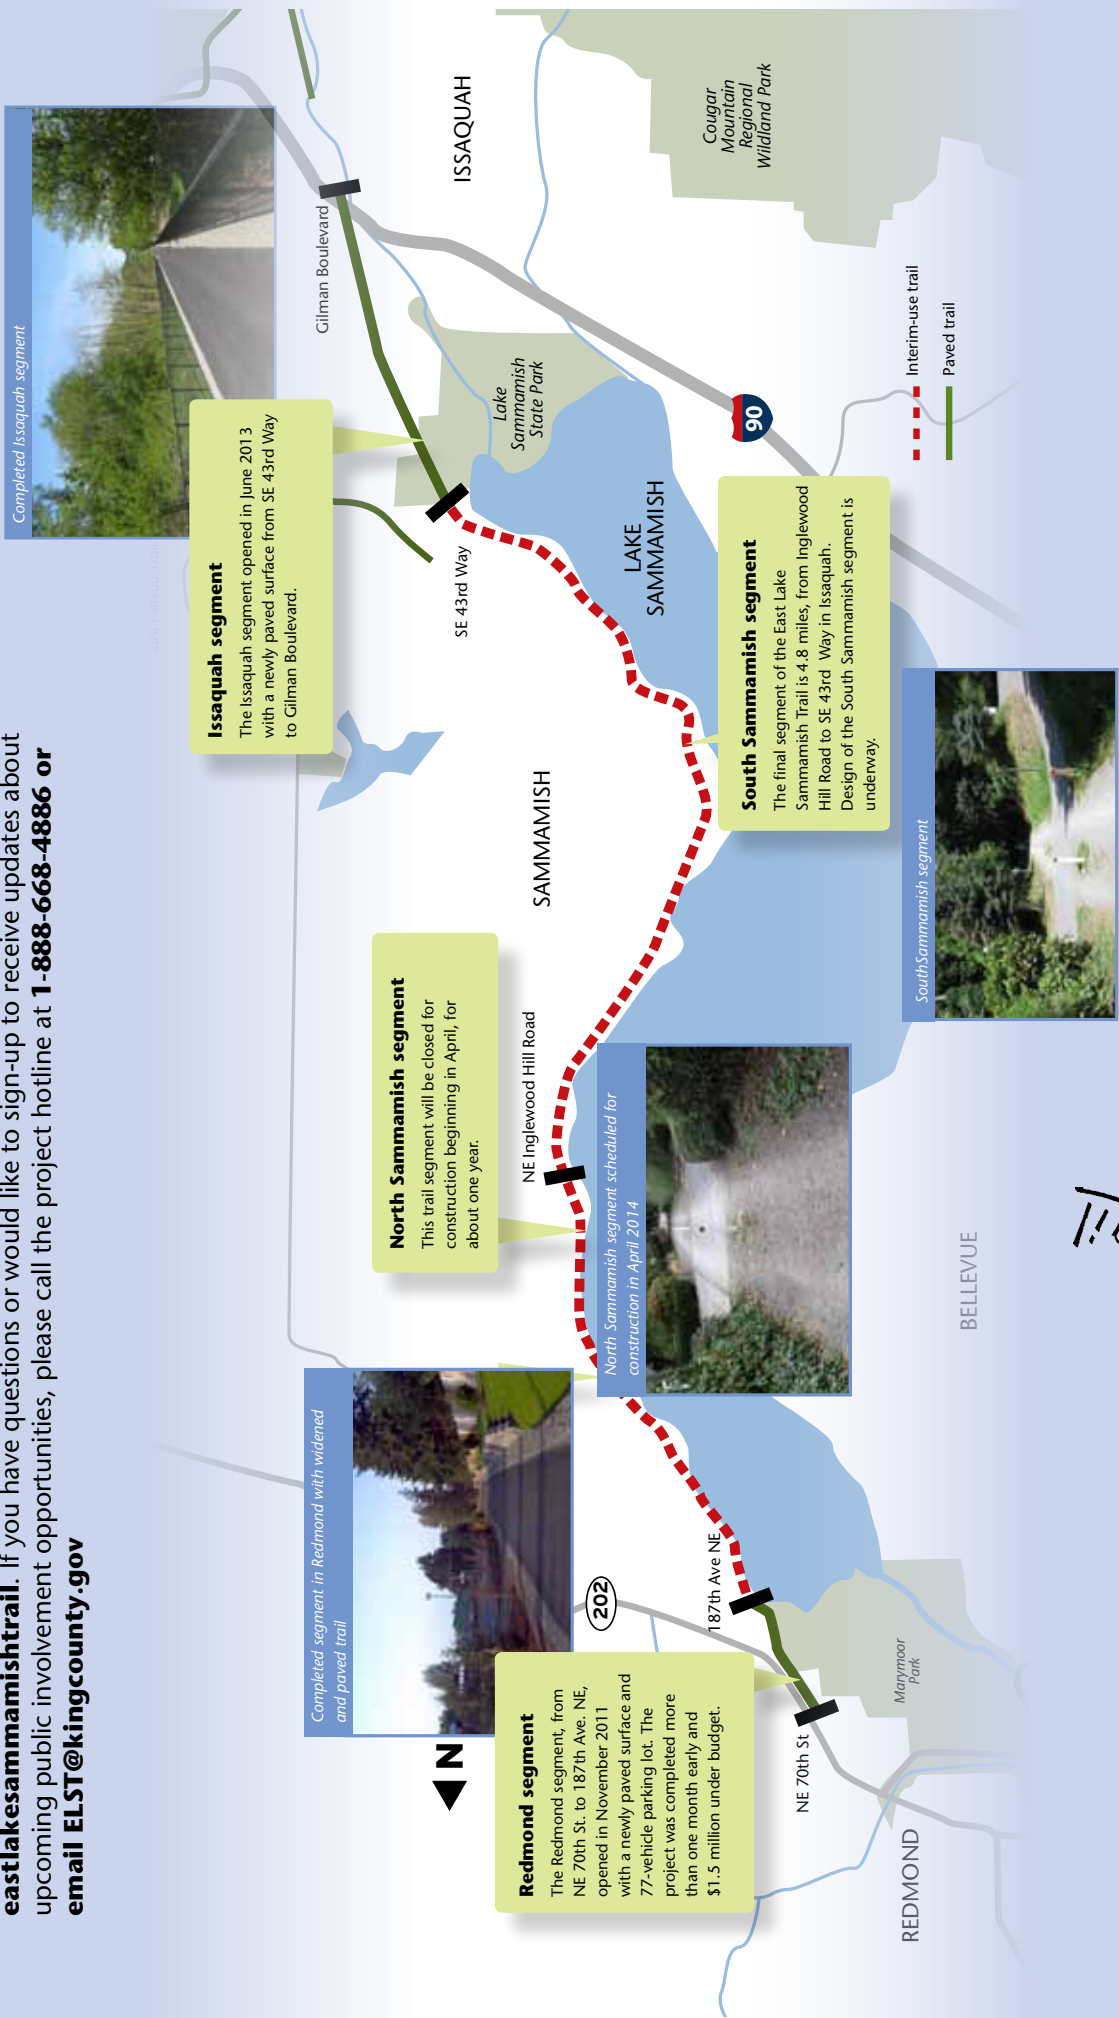 eastlakesammamishtrail. If you have questions or would like to sign-up to receive updates about
upcoming public involvement opportunities, please call the project hotline at 1-888-668-4886 or
email ELST@kingcounty.gov
Completed Issaquah segment
Issaquah segment
The Issaquah segment opened in June 2013
with a newly paved surface from SE 43rd Way
to Gilman Boulevard.
Gilman Boulevard
ISSAQUAH
Cougar
Mountain
Regional
Wildland Park
Lake
Sammamish
State Park
SE 43rd Way
LAKE
SAMMAMISH
90
Interim-use trail
Paved trail
South Sammamish segment
The final segment of the East Lake
Sammamish Trail is 4.8 miles, from Inglewood
Hill Road to SE 43rd  Way in Issaquah.
Design of the South Sammamish segment is
underway.
SouthSammamish segment
SAMMAMISH
North Sammamish segment
This trail segment will be closed for
construction beginning in April, for
about one year.
NE Inglewood Hill Road
North Sammamish segment scheduled for
construction in April 2014
BELLEVUE
Completed segment in Redmond with widened
and paved trail
202
187th Ave NE
N
Redmond segment
The Redmond segment, from
NE 70th St. to 187th Ave. NE,
opened in November 2011
with a newly paved surface and
77-vehicle parking lot. The
project was completed more
than one month early and
$1.5 million under budget.
NE 70th St
Marymoor
Park
REDMOND